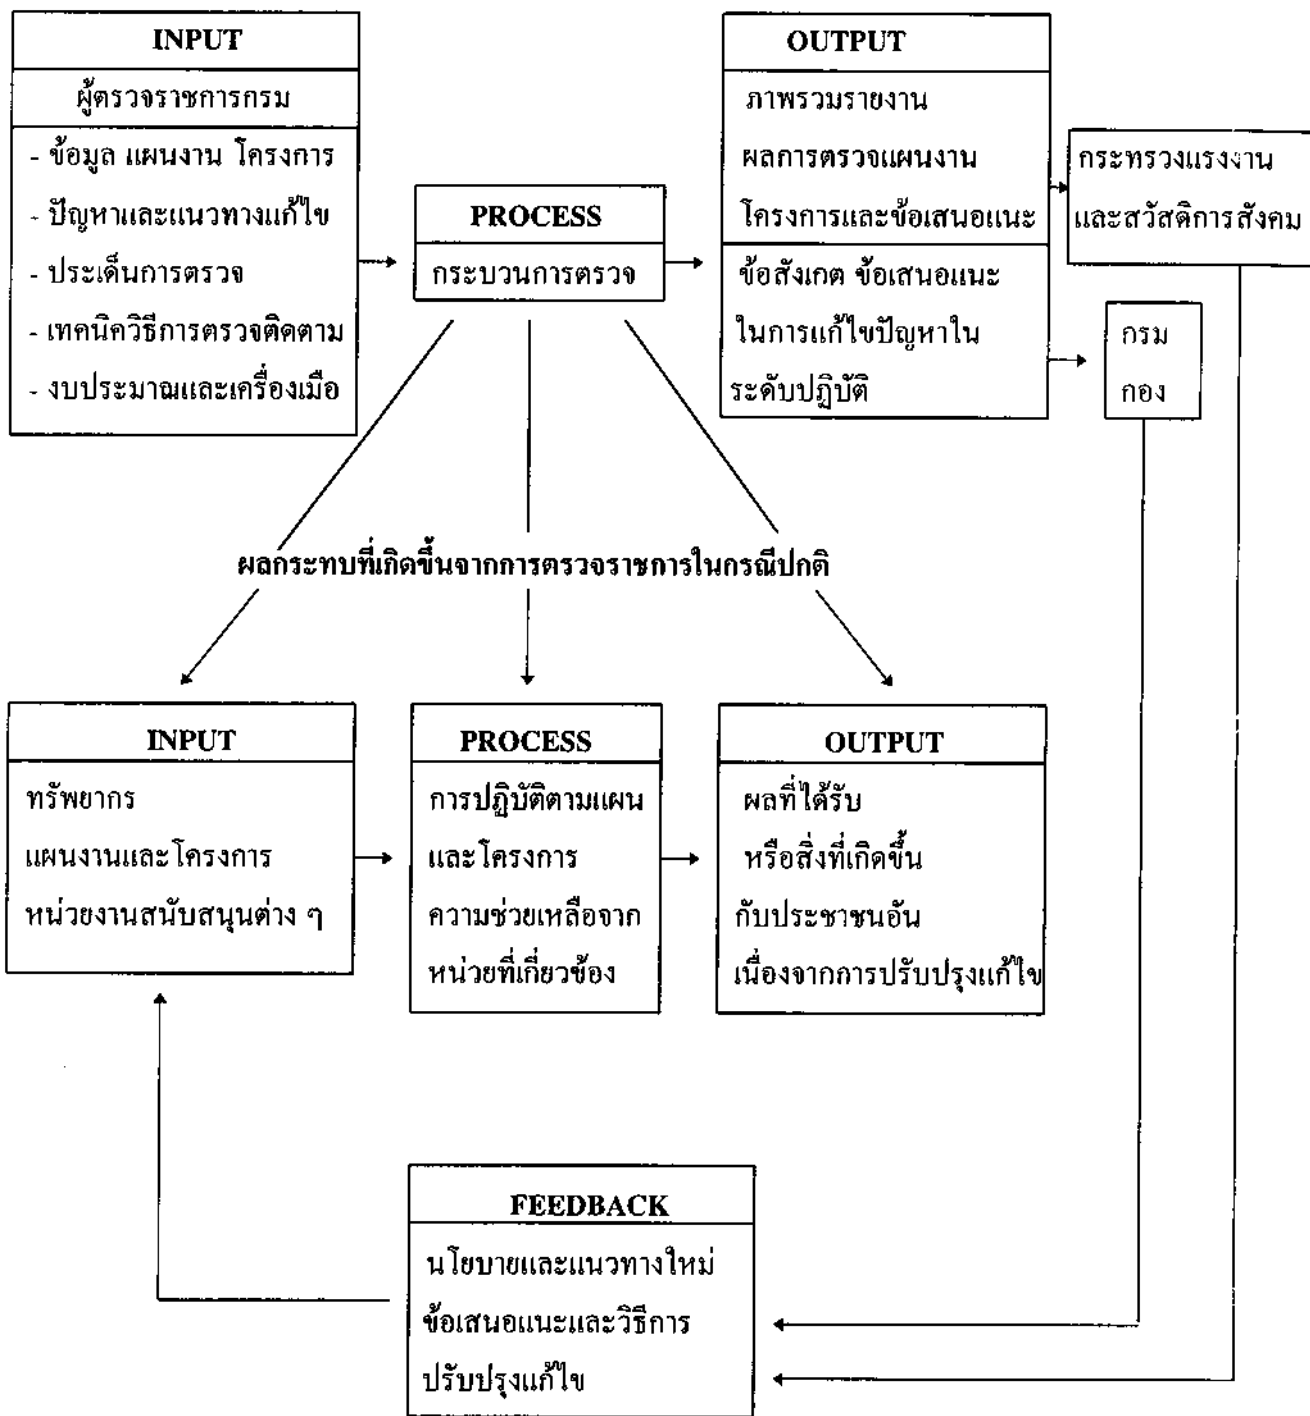 INPUT
ผู้ตรวจราชการกรม
- ข้อมูล แผนงาน โครงการ
- ปัญหาและแนวทางแก้ไข
- ประเด็นการตรวจ
- เทคนิควิธีการตรวจติดตาม
- งบประมาณและเครื่องเมือ
PROCESS
กระบวนการตรวจ
OUTPUT
ภาพรวมรายงาน
ผลการตรวจแผนงาน
โครงการและข้อเสนอแนะ
ข้อสังเกต ข้อเสนอแนะ
ในการแก้ไขปัญหาใน
ระดับปฏิบัติ
กระทรวงแรงงาน
และสวัสดิการสังคม
กรม
กอง
ผลกระทบที่เกิดขึ้นจากการตรวจราชการในกรณีปกติ
INPUT
ทรัพยากร
แผนงานและโครงการ
หน่วยงานสนับสนุนต่าง ๆ
PROCESS
การปฏิบัติตามแผน
และโครงการ
ความช่วยเหลือจาก
หน่วยที่เกี่ยวข้อง
OUTPUT
ผลที่ได้รับ
หรือสิ่งที่เกิดขึ้น
กับประชาชนอัน
เนื่องจากการปรับปรุงแก้ไข
FEEDBACK
นโยบายและแนวทางใหม่
ข้อเสนอแนะและวิธีการ
ปรับปรุงแก้ไข